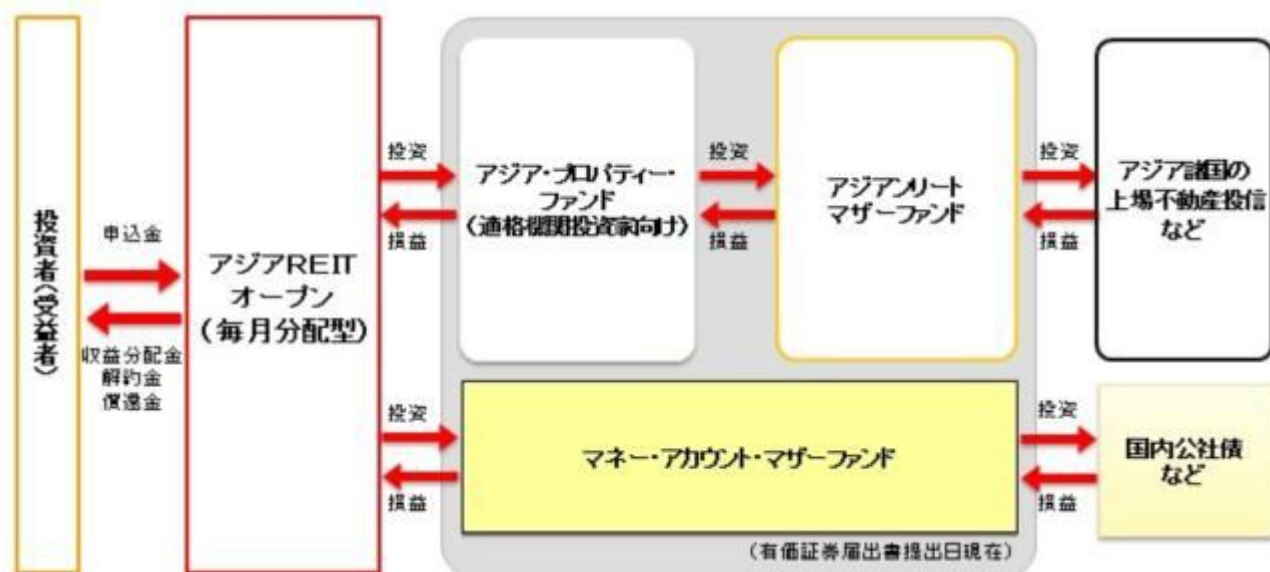 投資者(受益者)
申込金
収益分配金
解約金
償還金
アジアREIT
オープン
(毎月分配型)
投資
損益
アジア・プロパティー・
ファンド
(適格機関投資家向け)
投資
損益
アジアンリート
マザーファンド
投資
損益
アジア諸国の
上場不動産投信
など
投資
損益
マネー・アカウント・マザーファンド
投資
損益
国内公社債
など
(有価証券届出書提出日現在)